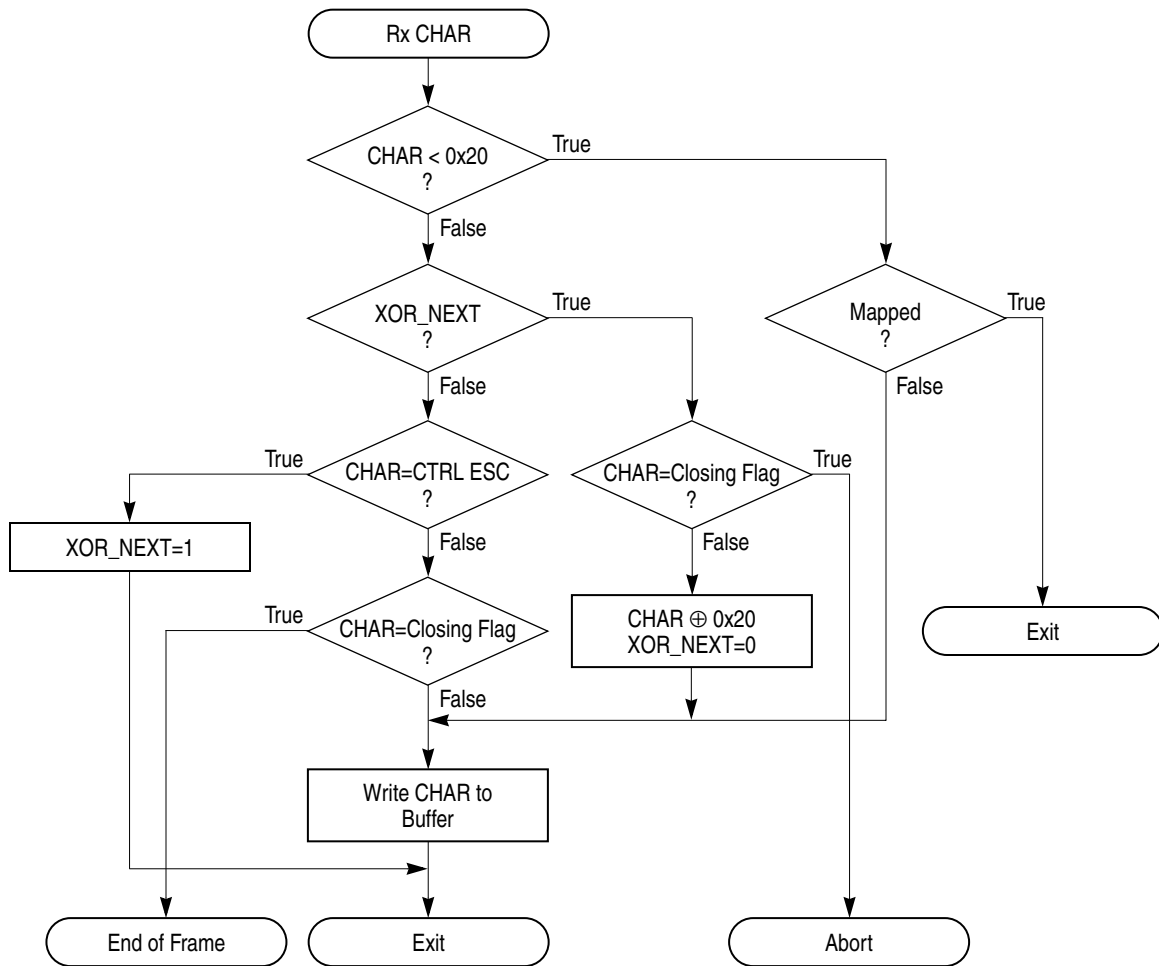 Rx CHAR
CHAR < 0x20
?
True
False
XOR_NEXT
?
True
False
Mapped
?
True
False
CHAR=CTRL ESC
?
True
False
CHAR=Closing Flag
?
True
False
XOR_NEXT=1
CHAR=Closing Flag
?
True
False
CHAR ⊕ 0x20
XOR_NEXT=0
Exit
Write CHAR to
Buffer
End of Frame
Exit
Abort